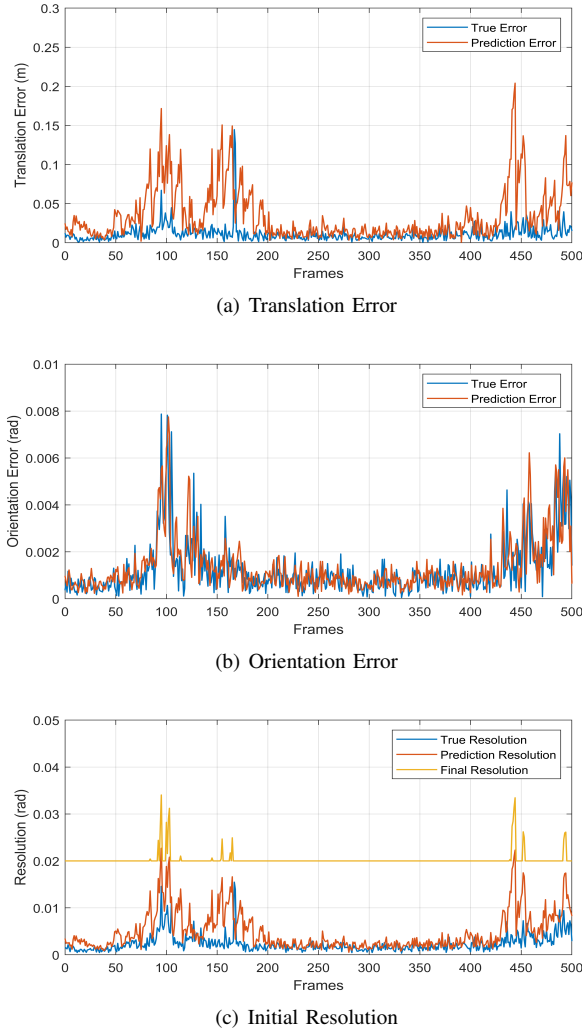 0.3
True Error
Prediction Error
0.25
0.2
0.15
0.1
0.05
0
Translation Error (m)
0 50 100 150 200 250 300 350 400 450 500
Frames
(a) Translation Error
0.01
True Error
Prediction Error
0.008
0.006
0.004
0.002
0
Orientation Error (rad)
0 50 100 150 200 250 300 350 400 450 500
Frames
(b) Orientation Error
0.05
True Resolution
Prediction Resolution
Final Resolution
0.04
0.03
0.02
0.01
0
Resolution (rad)
0 50 100 150 200 250 300 350 400 450 500
Frames
(c) Initial Resolution